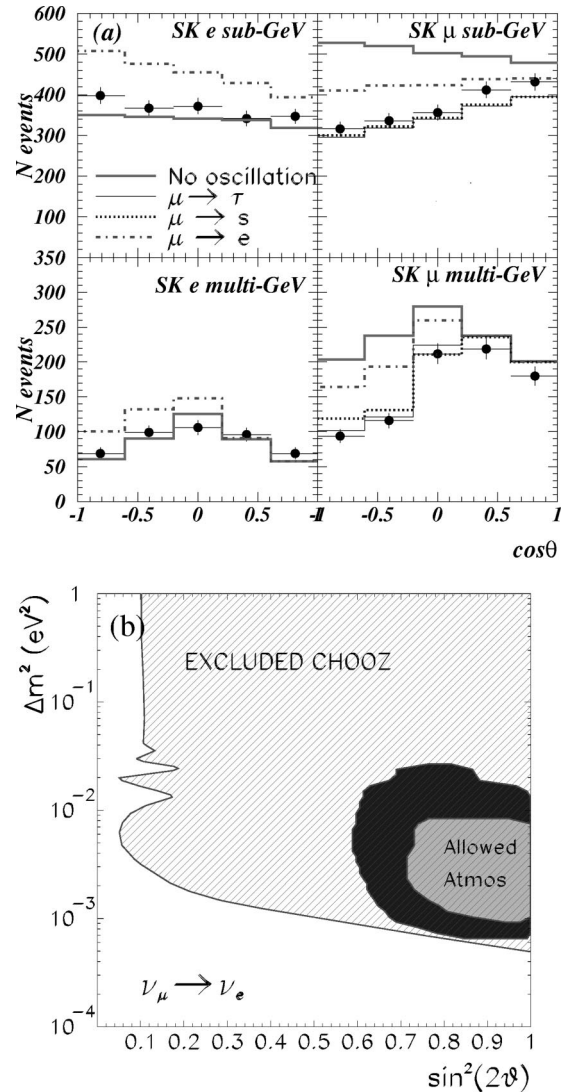 (a)
SK e sub-GeV
SK μ sub-GeV
N events
600
500
400
300
200
100
No oscillation
μ → τ
μ → s
μ → e
SK e multi-GeV
SK μ multi-GeV
N events
350
300
250
200
150
100
50
0
-1 -0.5 0 0.5 -1 -0.5 0 0.5 1
cosθ
(b)
Δm² (eV²)
EXCLUDED CHOOZ
1
10⁻¹
10⁻²
10⁻³
10⁻⁴
Allowed
Atmos
ν_μ → ν_e
0.1 0.2 0.3 0.4 0.5 0.6 0.7 0.8 0.9 1
sin²(2ϑ)